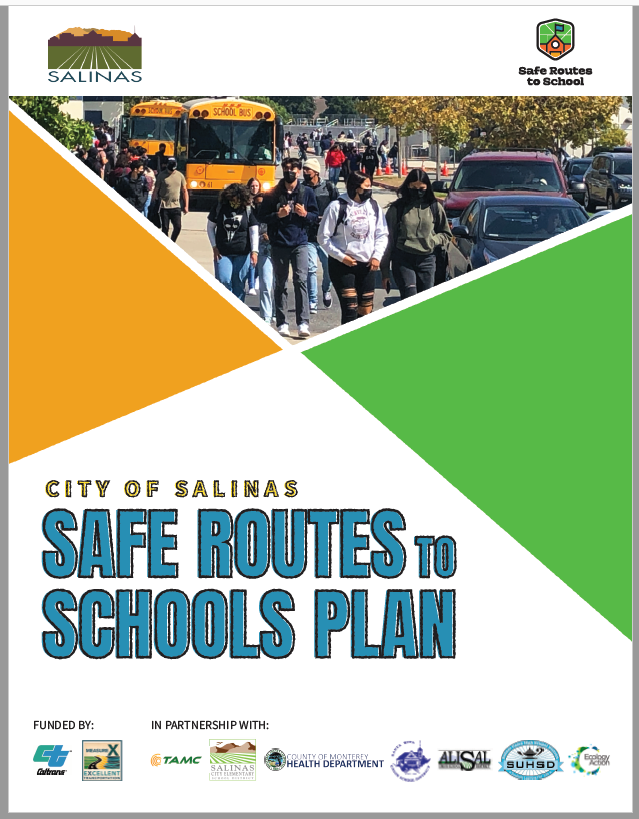 SALINAS
Safe Routes
to School
SCHOOL BUS
SCHOOL BUS
CITY OF SALINAS
SAFE ROUTES TO
SCHOOLS PLAN
FUNDED BY:
IN PARTNERSHIP WITH:
Caltrans
MEASURE X
EXCELLENT
TAMC
SALINAS
CITY ELEMENTARY
SCHOOL DISTRICT
COUNTY OF MONTEREY
HEALTH DEPARTMENT
ALISAL
SUHSD
Ecology
Action